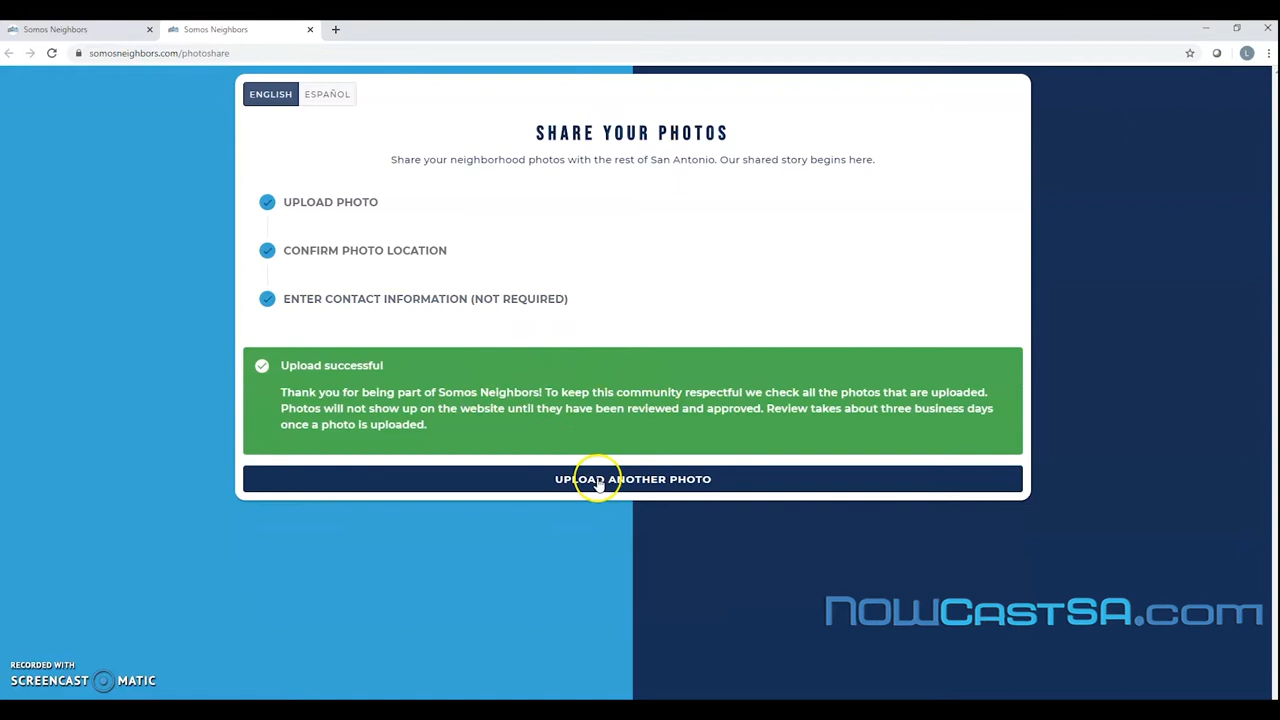 Somos Neighbors
Somos Neighbors
somosneighbors.com/photoshare
L
ENGLISH
ESPAÑOL
SHARE YOUR PHOTOS
Share your neighborhood photos with the rest of San Antonio. Our shared story begins here.
UPLOAD PHOTO
CONFIRM PHOTO LOCATION
ENTER CONTACT INFORMATION (NOT REQUIRED)
Upload successful
Thank you for being part of Somos Neighbors! To keep this community respectful we check all the photos that are uploaded.
Photos will not show up on the website until they have been reviewed and approved. Review takes about three business days
once a photo is uploaded.
UPLOAD ANOTHER PHOTO
NOWCASTSA.com
RECORDED WITH
SCREENCAST MATIC